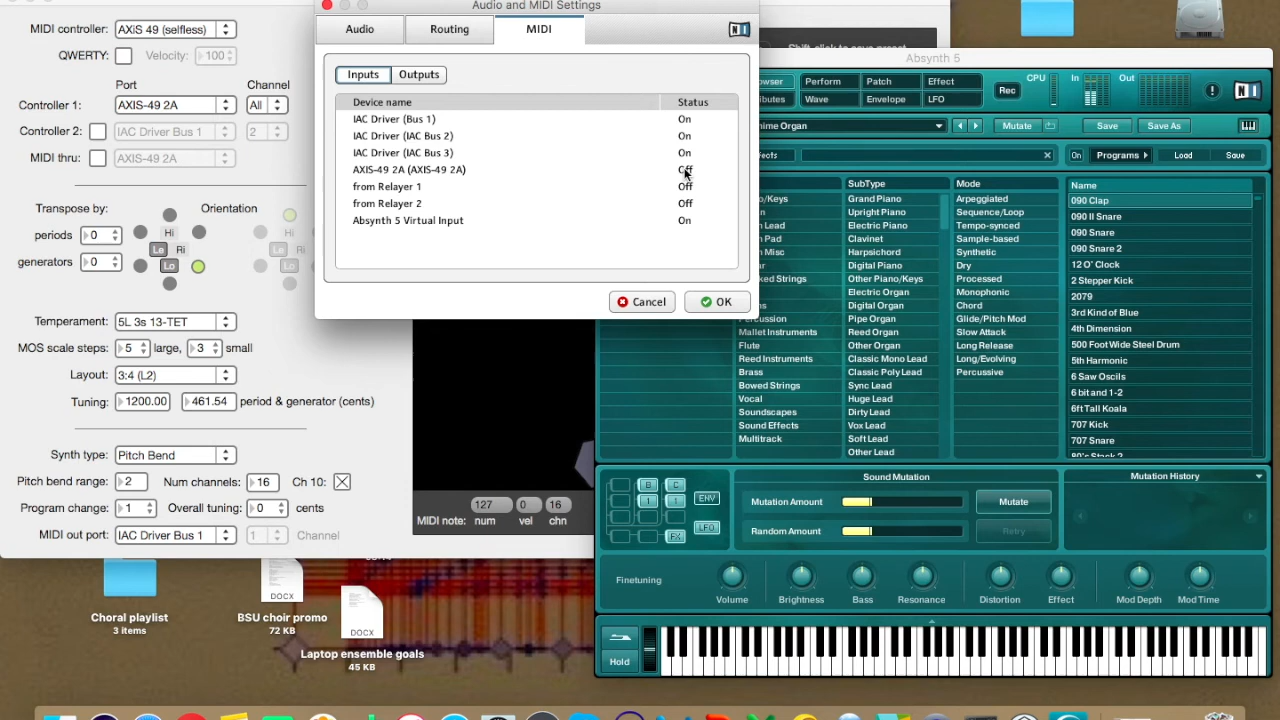 MIDI controller: AXiS 49 (selfless)
QWERTY: Velocity: 100
Port Channel
Controller 1: AXIS-49 2A All
Controller 2: IAC Driver Bus 1 2
MIDI thru: AXIS-49 2A
Transpose by: Orientation
periods 0 Hi Hi
Le Ri Le Ri
generators 0 Lo Lo
Temperament: 5L 3s 13-TET
MOS scale steps: 5 large, 3 small
Layout: 3:4 (L2)
Tuning: 1200.00 461.54 period & generator (cents)
Synth type: Pitch Bend
Pitch bend range: 2 Num channels: 16 Ch 10:
Program change: 1 Overall tuning: 0 cents
MIDI out port: IAC Driver Bus 1 1 Channel
Audio and MIDI Settings
Audio Routing MIDI
Inputs Outputs
Device name Status
IAC Driver (Bus 1) On
IAC Driver (IAC Bus 2) On
IAC Driver (IAC Bus 3) On
AXIS-49 2A (AXIS-49 2A) Off
from Relayer 1 Off
from Relayer 2 Off
Absynth 5 Virtual Input On
Cancel OK
127 0 16
MIDI note: num vel chn
Shift-click to save preset
Absynth 5
Perform Patch Effect
Wave Envelope LFO
Rec CPU In Out
Mutate Save Save As
On Programs Load Save
SubType
Grand Piano
Upright Piano
Electric Piano
Clavinet
Harpsichord
Digital Piano
Other Piano/Keys
Electric Organ
Digital Organ
Pipe Organ
Reed Organ
Other Organ
Classic Mono Lead
Classic Poly Lead
Sync Lead
Huge Lead
Dirty Lead
Vox Lead
Soft Lead
Other Lead
Mallet Instruments
Flute
Reed Instruments
Brass
Bowed Strings
Vocal
Soundscapes
Sound Effects
Multitrack
Mode
Arpeggiated
Sequence/Loop
Tempo-synced
Sample-based
Synthetic
Dry
Processed
Monophonic
Chord
Glide/Pitch Mod
Slow Attack
Long Release
Long/Evolving
Percussive
Name
090 Clap
090 II Snare
090 Snare
090 Snare 2
12 O' Clock
2 Stepper Kick
2079
3rd Kind of Blue
4th Dimension
500 Foot Wide Steel Drum
5th Harmonic
6 Saw Oscils
6 bit and 1-2
6ft Tall Koala
707 Kick
707 Snare
80's Stack 2
B C
1 1
FX
ENV
LFO
Sound Mutation
Mutation Amount Mutate
Random Amount Retry
Mutation History
Finetuning
Volume Brightness Bass Resonance Distortion Effect Mod Depth Mod Time
Hold
Choral playlist
3 items
DOCX
BSU choir promo
72 KB
DOCX
Laptop ensemble goals
45 KB